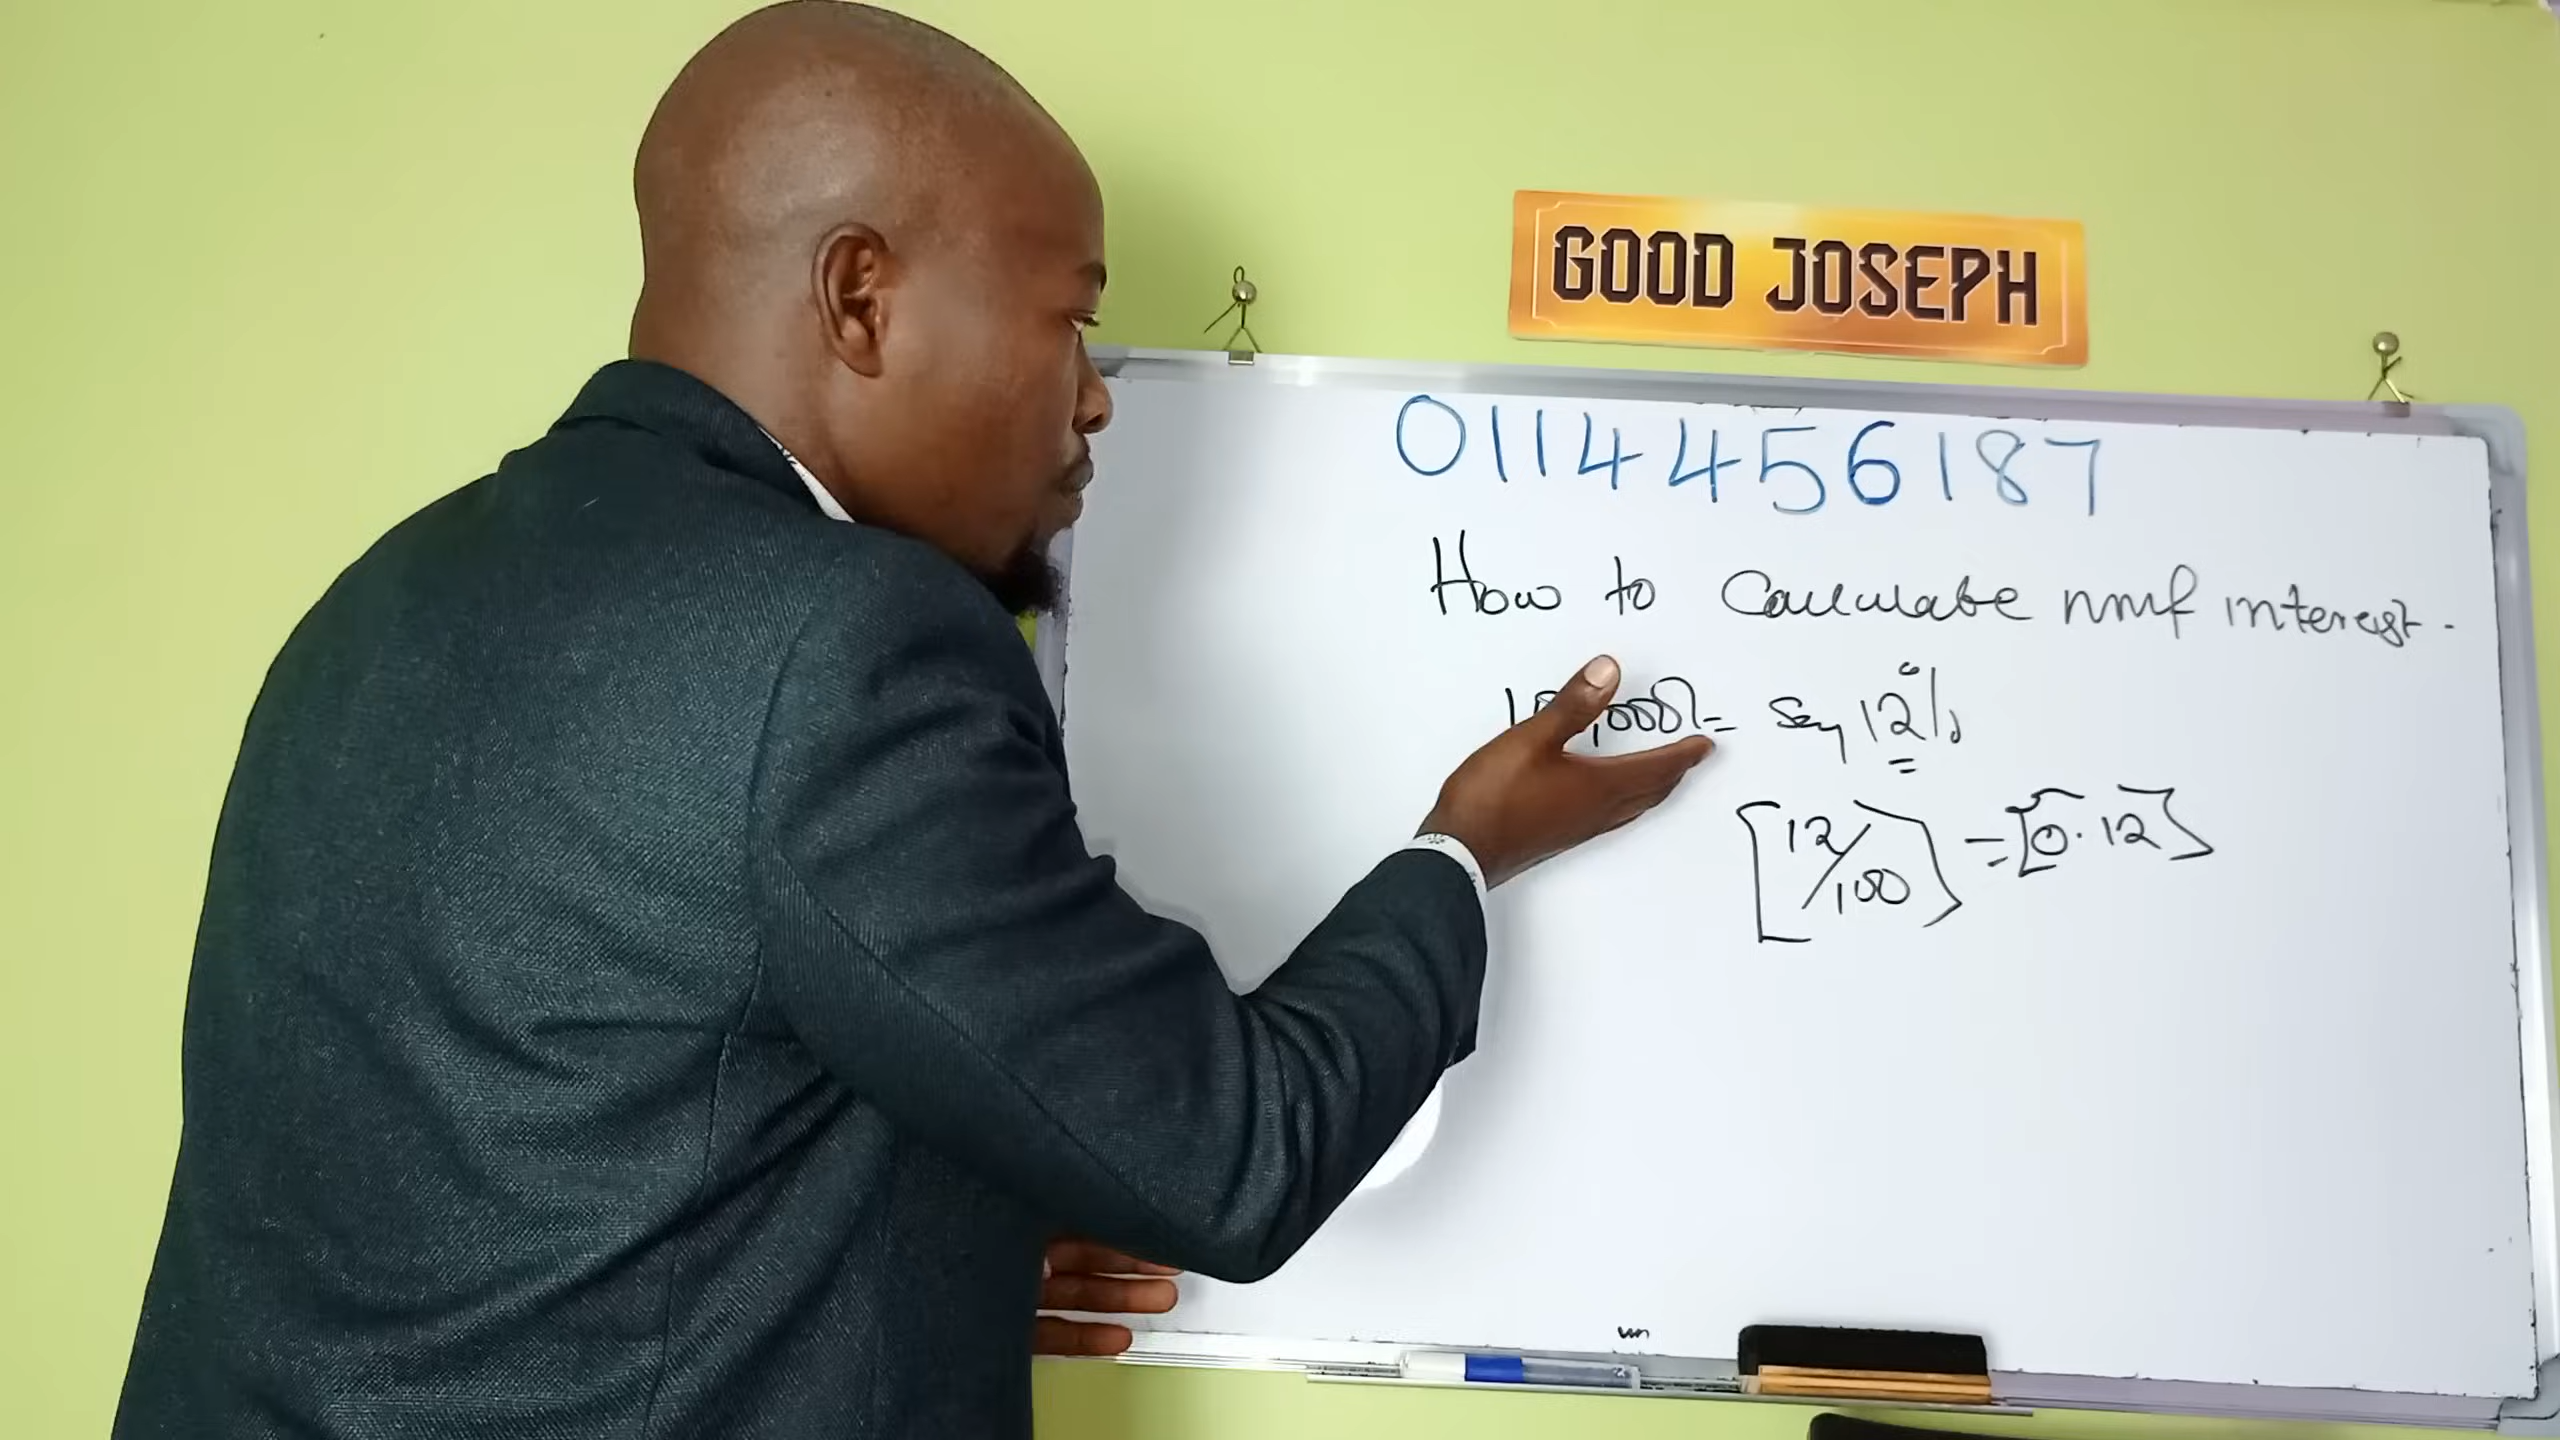 GOOD JOSEPH
0114456187
How to Calculate mmf interest.
,000/= Say 12%
[12/100] = [0.12]